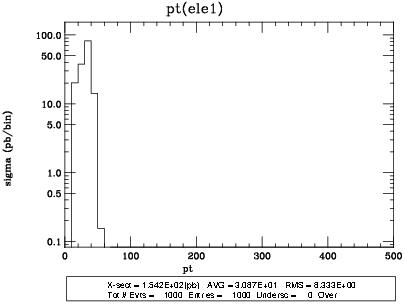 pt(ele1)
100.0
50.0
10.0
5.0
1.0
0.5
0.1
sigma (pb/bin)
0 100 200 300 400 500
pt
X-sect = 1.542E+02(pb) AVG = 3.087E+01 RMS = 8.333E+00
Tot # Evts = 1000 Entries = 1000 Undersc = 0 Over